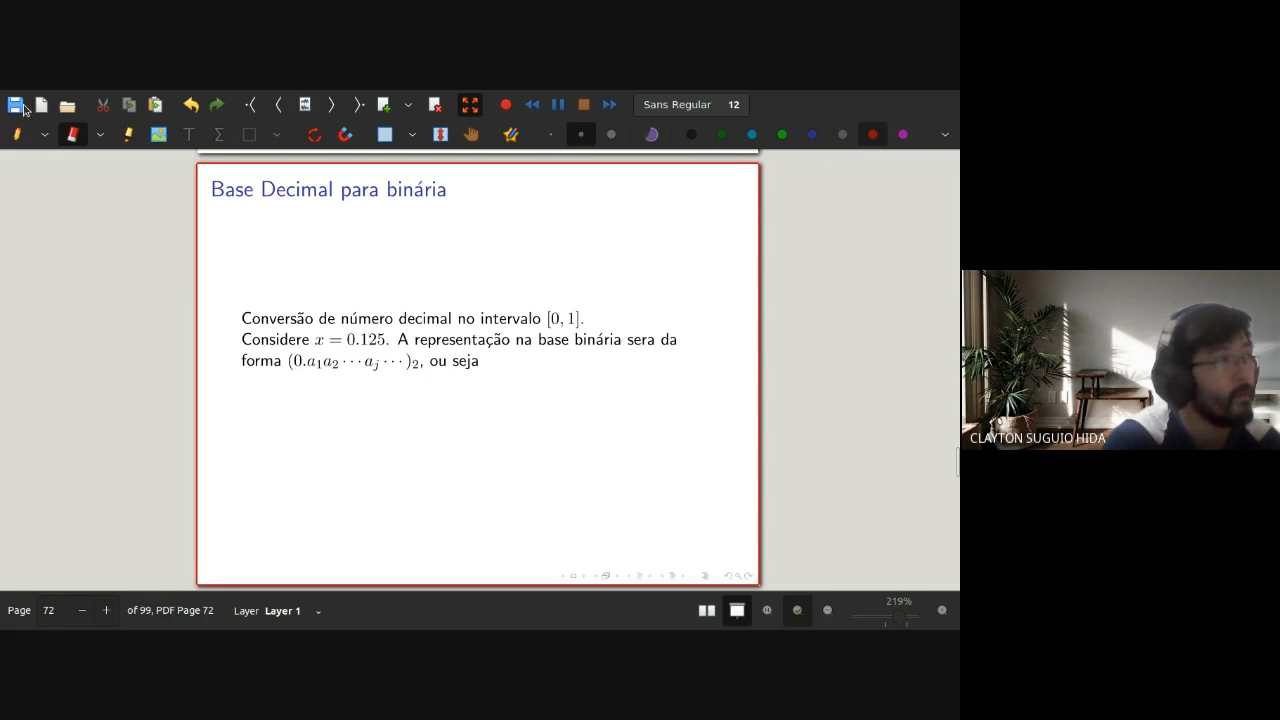 Sans Regular 12
Base Decimal para binária
Conversão de número decimal no intervalo [0, 1].
Considere x = 0.125. A representação na base binária sera da
forma (0.a₁a₂ ⋯ aⱼ ⋯ )₂, ou seja
CLAYTON SUGUIO HIDA
Page 72 − + of 99, PDF Page 72 Layer Layer 1 219%